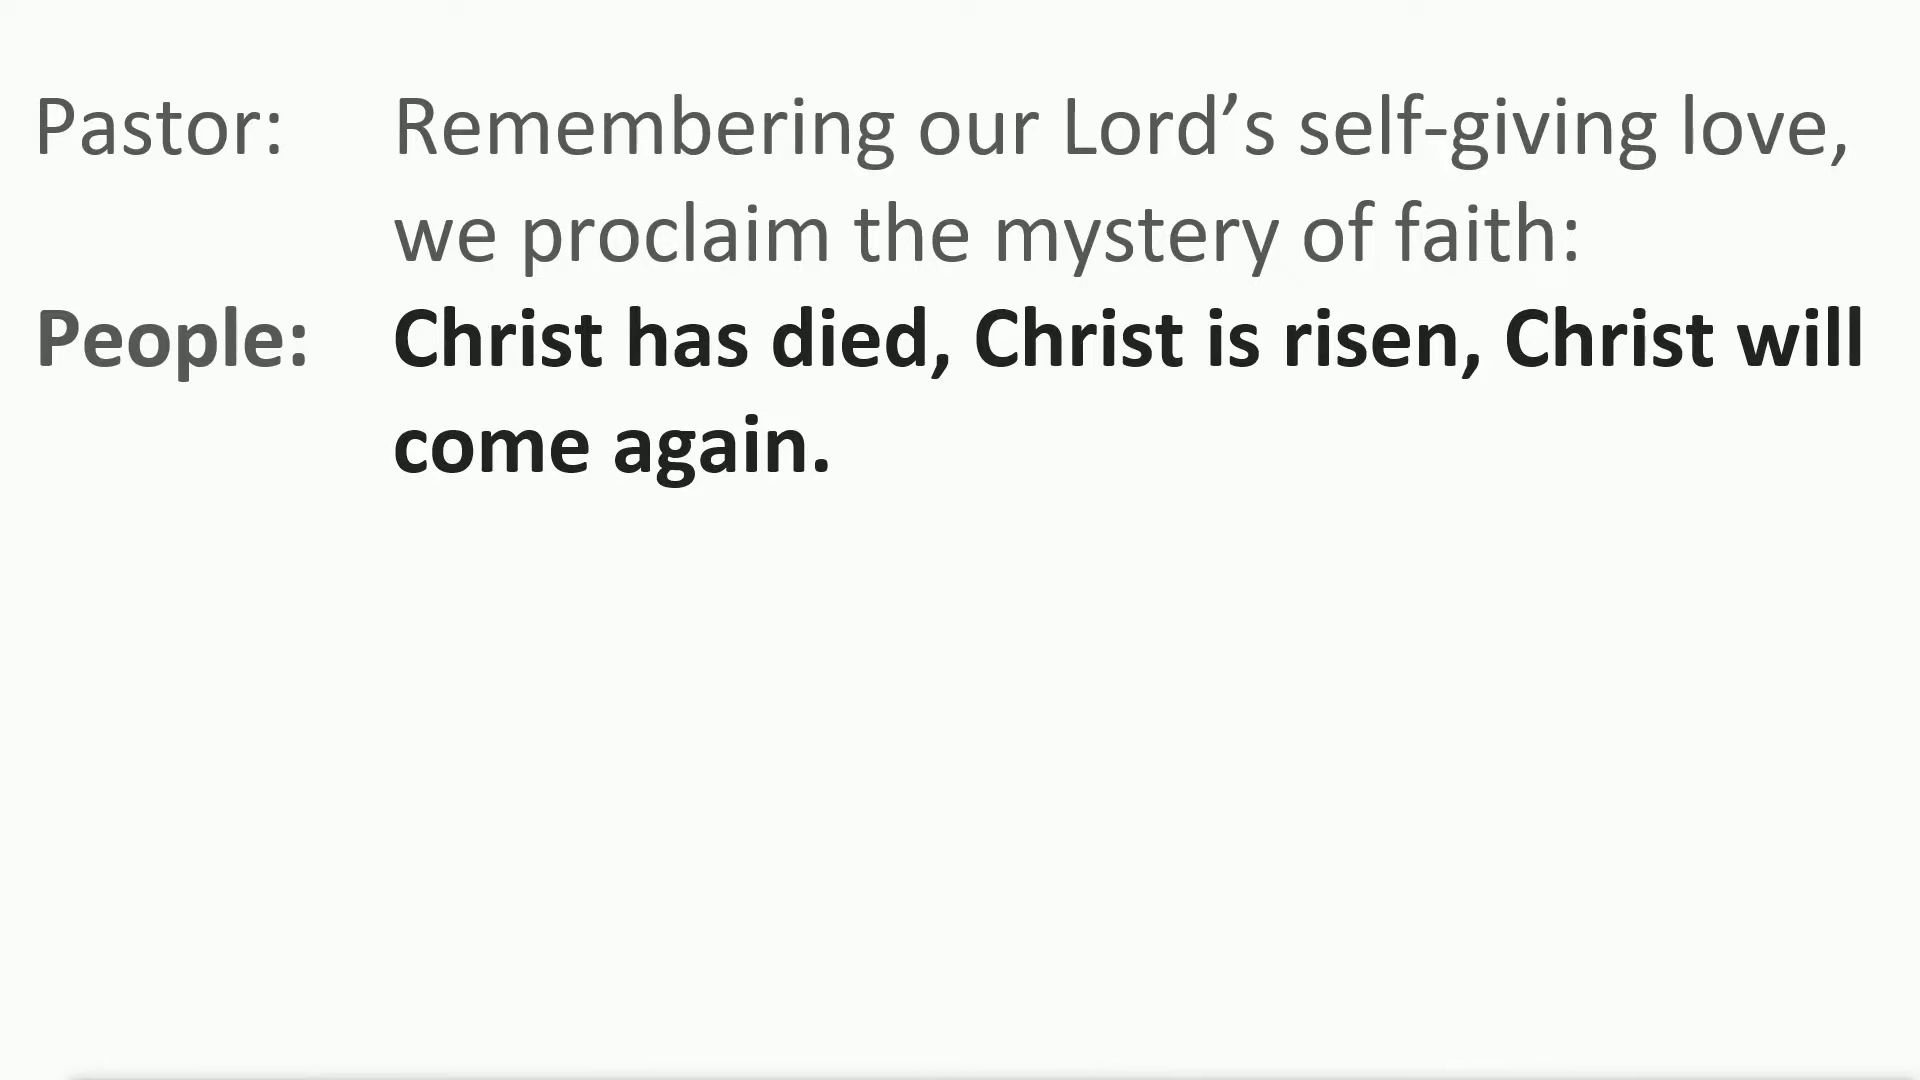 Pastor: Remembering our Lord’s self-giving love,
we proclaim the mystery of faith:
People: Christ has died, Christ is risen, Christ will
come again.